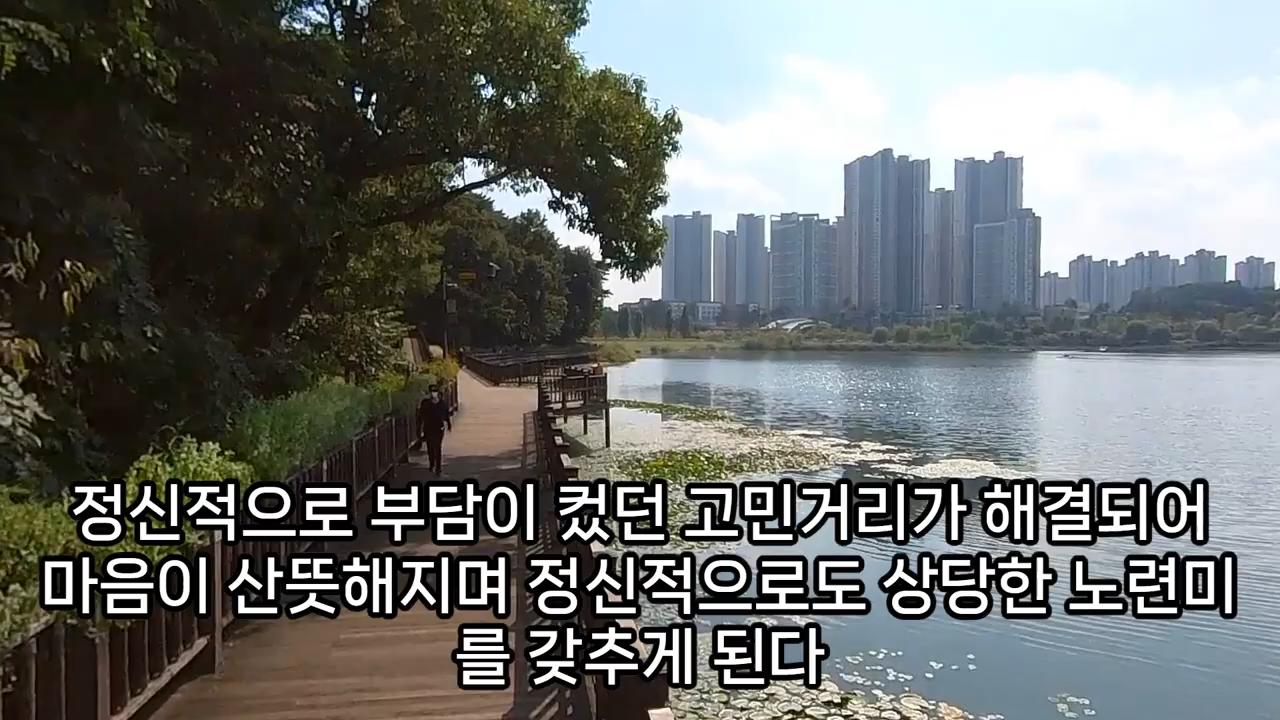 정신적으로 부담이 컸던 고민거리가 해결되어
마음이 산뜻해지며 정신적으로도 상당한 노련미
를 갖추게 된다